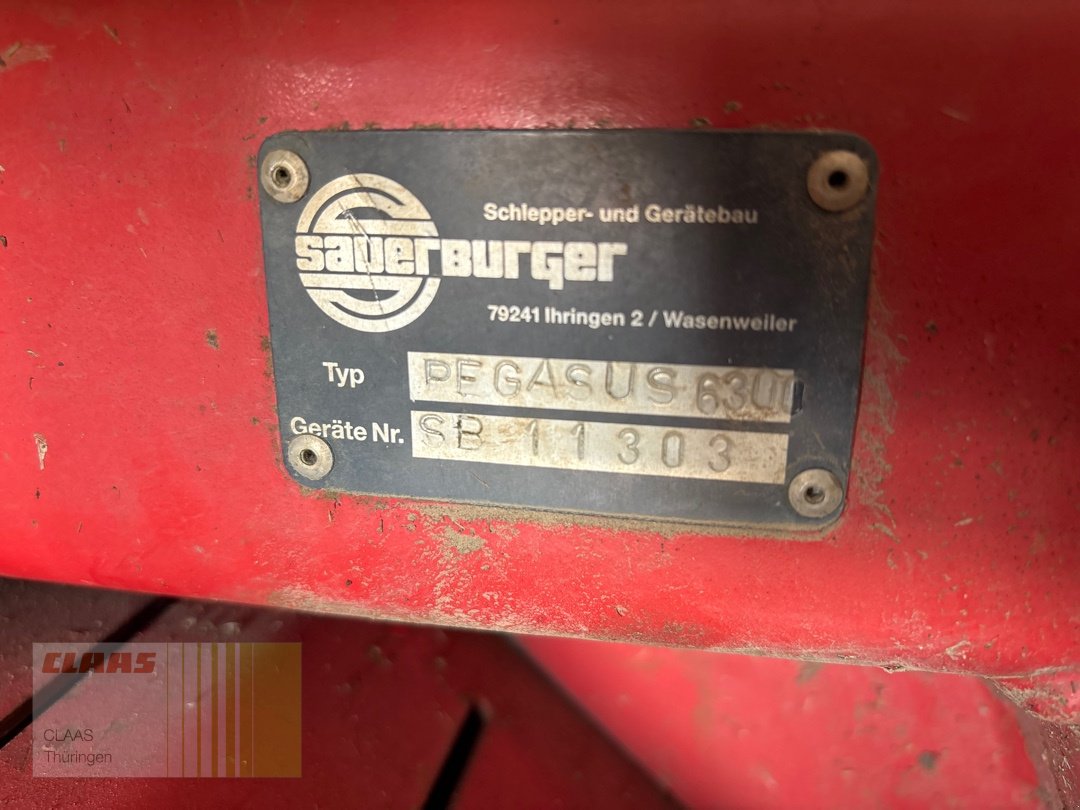 Schlepper- und Gerätebau
SAUERBURGER
79241 Ihringen 2 / Wasenweiler
Typ PEGASUS 6300
Geräte Nr. SB 11303
CLAAS
CLAAS
Thüringen